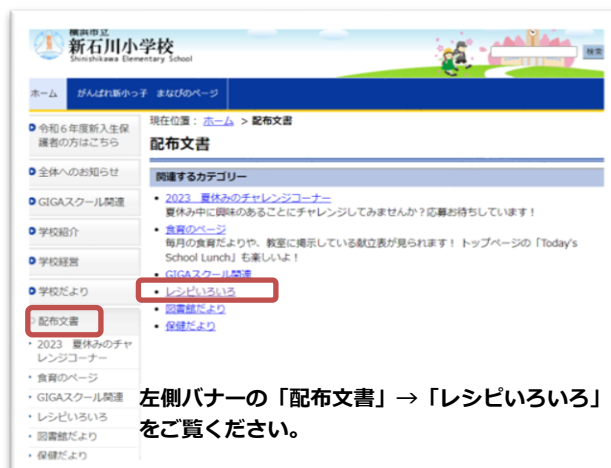 横浜市立
新石川小学校
Shinishikawa Elementary School
検索
ホーム
がんばれ新小っ子 まなびのページ
令和6年度新入生保護者の方はこちら
全体へのお知らせ
GIGAスクール関連
学校紹介
学校経営
学校だより
配布文書
・2023 夏休みのチャレンジコーナー
・食育のページ
・GIGAスクール関連
・レシピいろいろ
・図書館だより
・保健だより
現在位置: ホーム > 配布文書
配布文書
関連するカテゴリー
• 2023 夏休みのチャレンジコーナー
夏休み中に興味のあることにチャレンジしてみませんか？応募お待ちしています！
• 食育のページ
毎月の食育だよりや、教室に掲示している献立表が見られます！ トップページの「Today's
School Lunch」も楽しいよ！
• GIGAスクール関連
• レシピいろいろ
• 図書館だより
• 保健だより
左側バナーの「配布文書」→「レシピいろいろ」
をご覧ください。